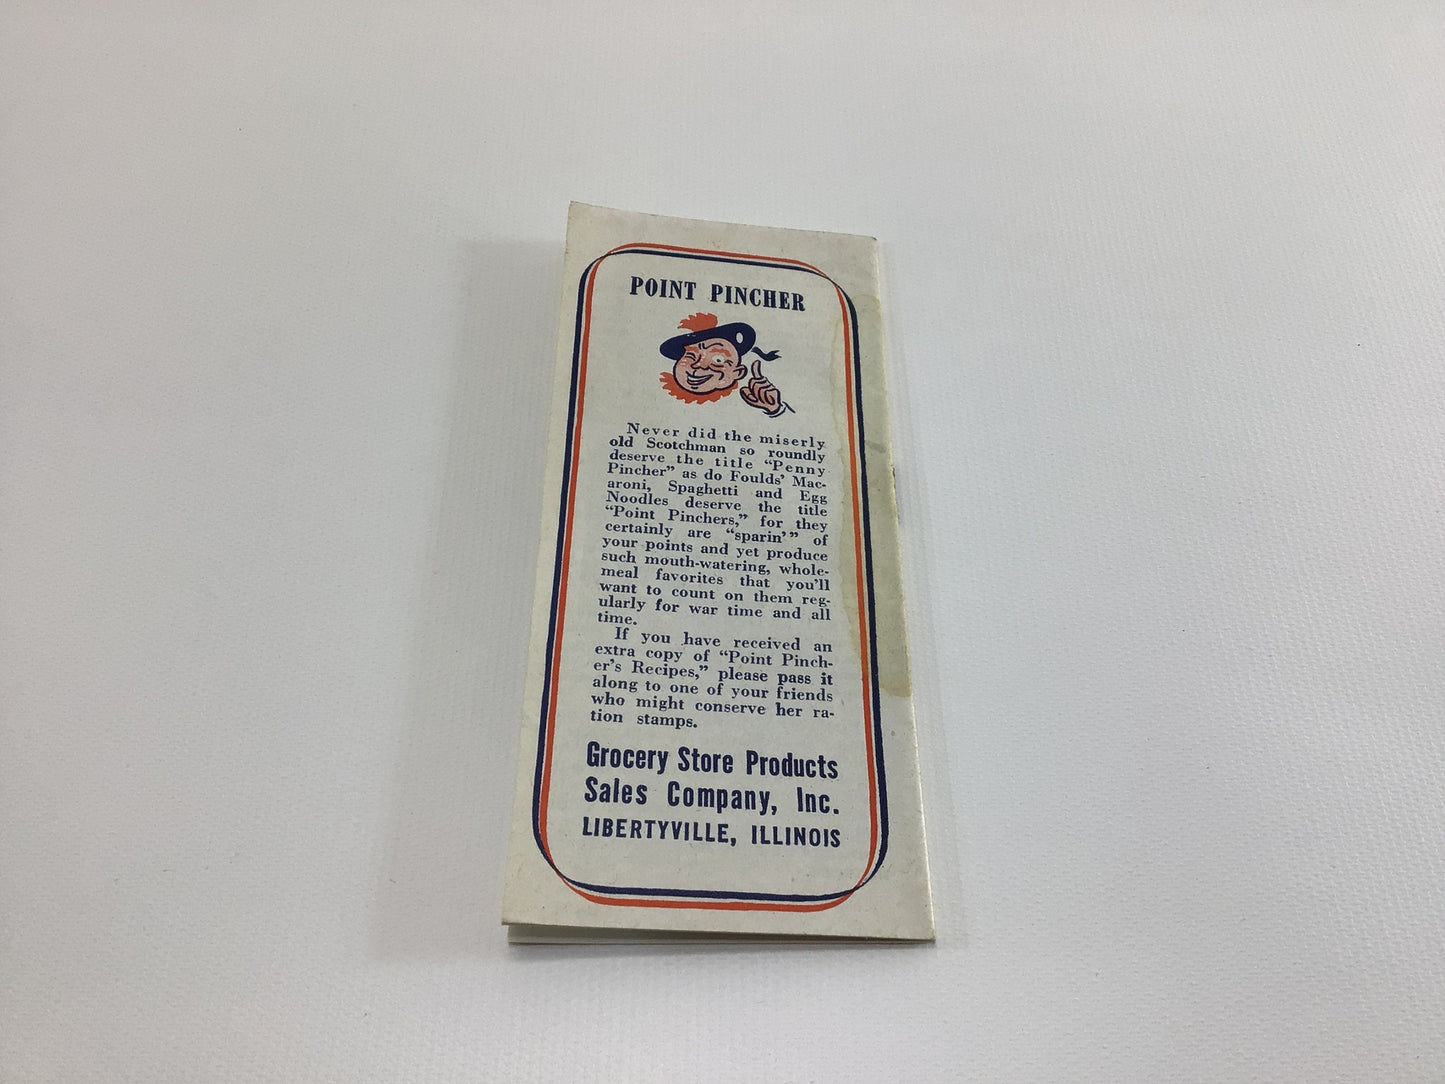 POINT PINCHER
Never did the miserly
old Scotchman so roundly
deserve the title “Penny
Pincher” as do Foulds’ Mac-
aroni, Spaghetti and Egg
Noodles deserve the title
“Point Pinchers,” for they
certainly are “sparin’” of
your points and yet produce
such mouth-watering, whole-
meal favorites that you’ll
want to count on them reg-
ularly for war time and all
time.
If you have received an
extra copy of “Point Pinch-
er’s Recipes,” please pass it
along to one of your friends
who might conserve her ra-
tion stamps.
Grocery Store Products
Sales Company, Inc.
LIBERTYVILLE, ILLINOIS